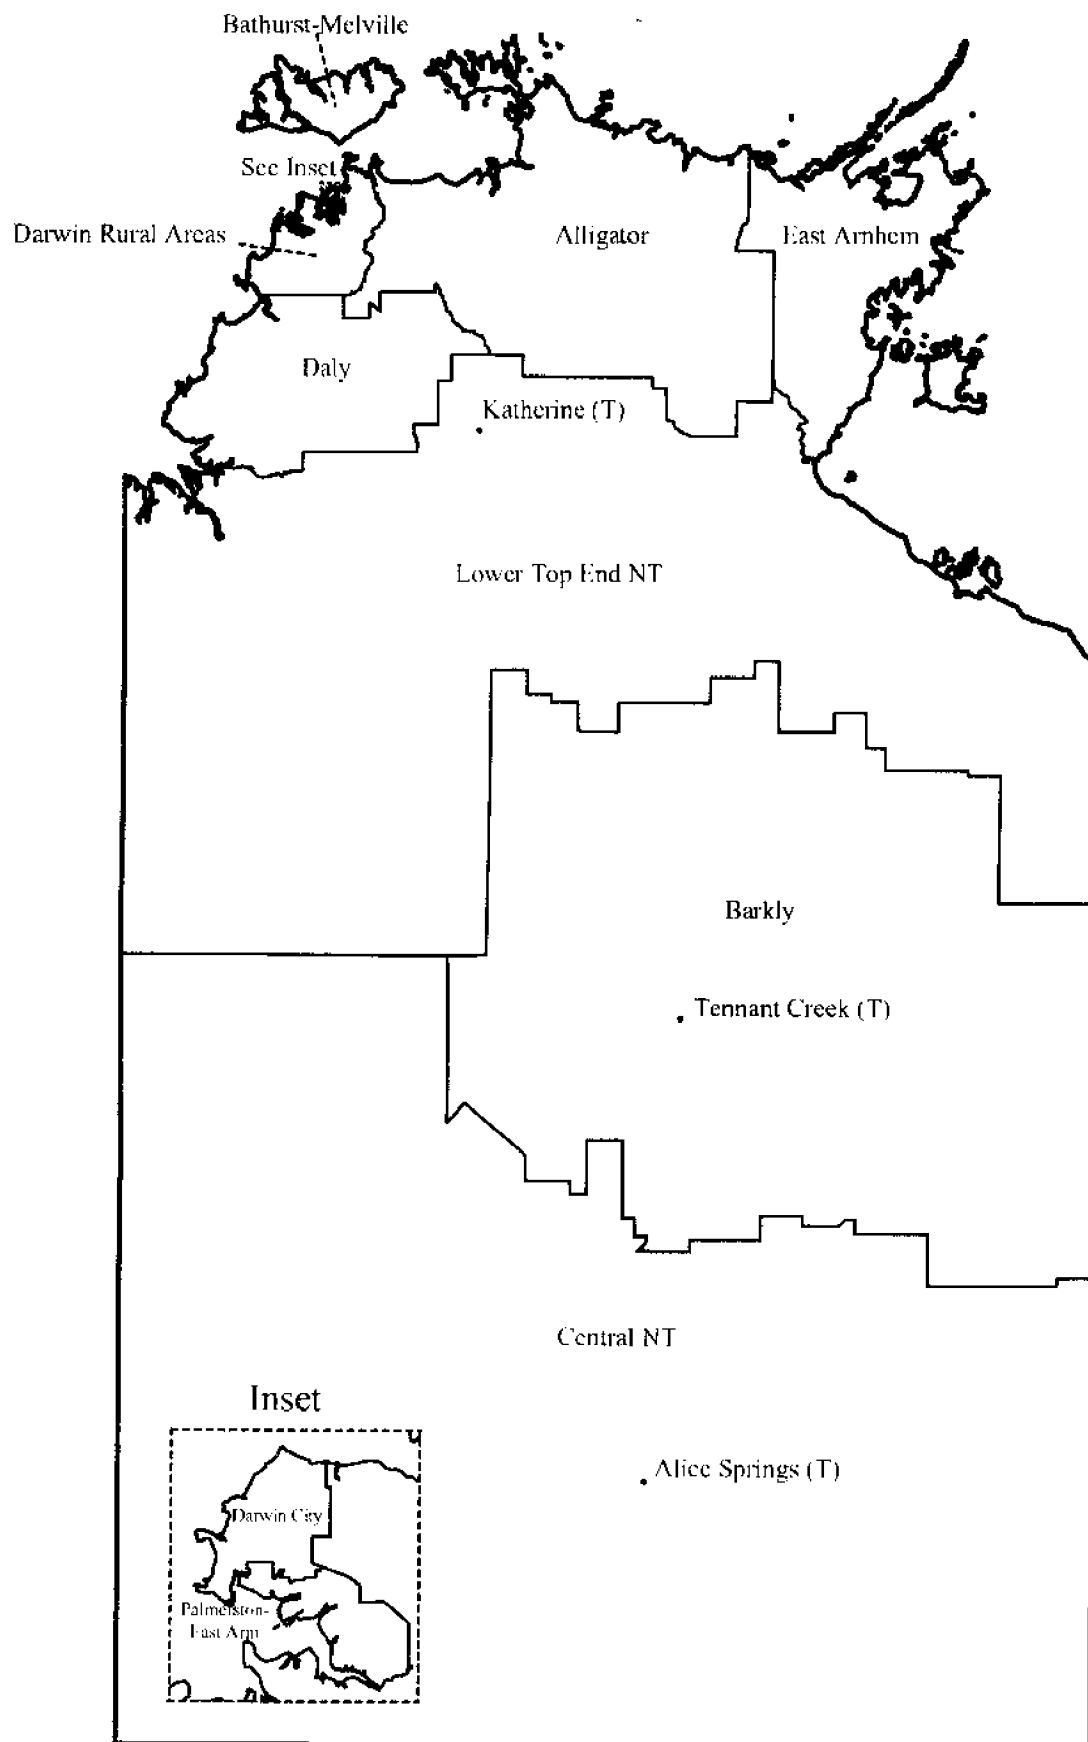 Bathurst-Melville
See Inset
Darwin Rural Areas
Alligator
East Arnhem
Daly
Katherine (T)
Lower Top End NT
Barkly
Tennant Creek (T)
Central NT
Inset
Alice Springs (T)
Darwin City
Palmerston-
East Arm